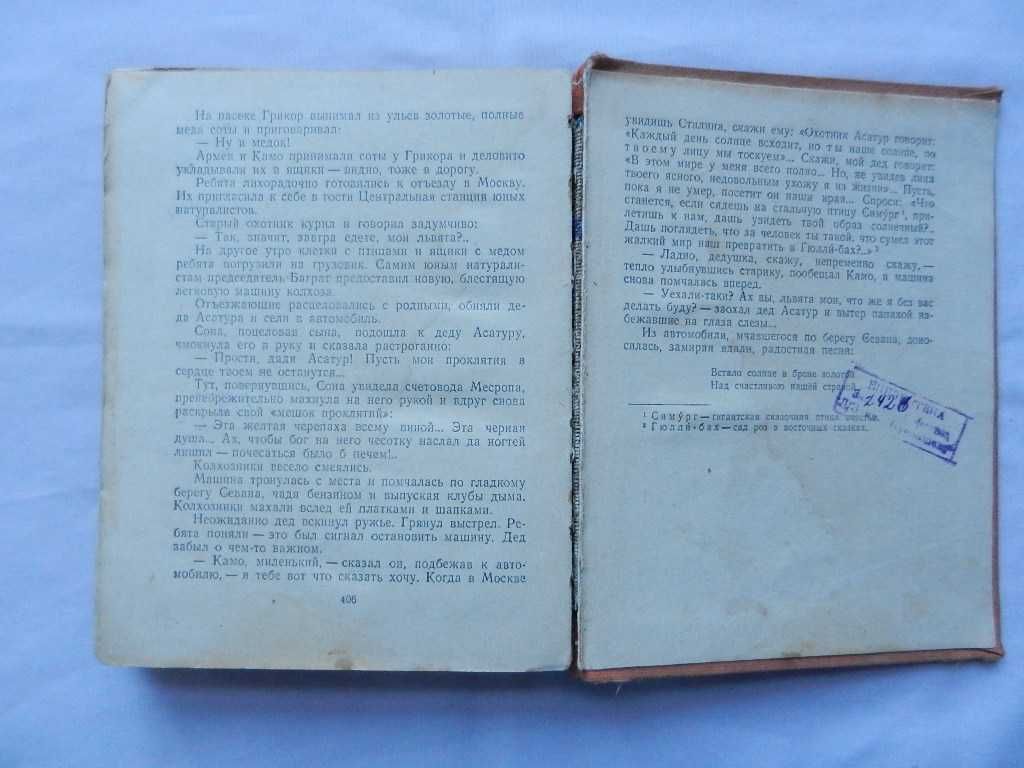 На пасеке Грикор вынимал из ульев золотые, полные
меда соты и приговаривал:
— Ну и медок!
Армен и Камо принимали соты у Грикора и деловито
укладывали их в ящики — видно, тоже в дорогу.
Ребята лихорадочно готовились к отъезду в Москву.
Их пригласила к себе в гости Центральная станция юных
натуралистов.
Старый охотник курил и говорил задумчиво:
— Так, значит, завтра едете, мои львята?..
На другое утро клетки с птицами и ящики с медом
ребята погрузили на грузовик. Самим юным натурали-
стам председатель Баграт предоставил новую, блестящую
легковую машину колхоза.
Отъезжающие расцеловались с родными, обняли де-
да Асатура и сели в автомобиль.
Сона, поцеловав сына, подошла к деду Асатуру,
чмокнула его в руку и сказала растроганно:
— Прости, дядя Асатур! Пусть мои проклятия в
сердце твоем не останутся...
Тут, повернувшись, Сона увидела счетовода Месропа,
пренебрежительно махнула на него рукой и вдруг снова
раскрыла свой «мешок проклятий»:
— Эта желтая черепаха всему виной... Эта черная
душа... Ах, чтобы бог на него чесотку наслал да ногтей
лишил — почесаться было б нечем!..
Колхозники весело смеялись.
Машина тронулась с места и помчалась по гладкому
берегу Севана, чадя бензином и выпуская клубы дыма.
Колхозники махали вслед ей платками и шапками.
Неожиданно дед вскинул ружье. Грянул выстрел. Ре-
бята поняли — это был сигнал остановить машину. Дед
забыл о чем-то важном.
— Камо, миленький, — сказал он, подбежав к авто-
мобилю, — я тебе вот что сказать хочу. Когда в Москве
406
увидишь Сталина, скажи ему: «Охотник Асатур говорит:
«Каждый день солнце всходит, но ты наше солнце, по
твоему лицу мы тоскуем»... Скажи, мой дед говорит:
«В этом мире у меня всего полно... Но, не увидев лица
твоего ясного, недовольным ухожу я из жизни»... Пусть,
пока я не умер, посетит он наши края... Спроси: «Что
станется, если сядешь на стальную птицу Симу́рг¹, при-
летишь к нам, дашь увидеть твой образ солнечный?..
Дашь поглядеть, что за человек ты такой, что сумел этот
жалкий мир наш превратить в Гюлли́-бах?..»²
— Ладно, дедушка, скажу, непременно скажу, —
тепло улыбнувшись старику, пообещал Камо, и машина
снова помчалась вперед.
— Уехали-таки? Ах вы, львята мои, что же я без вас
делать буду? — заохал дед Асатур и вытер папахой на-
бежавшие на глаза слезы...
Из автомобиля, мчавшегося по берегу Севана, доно-
силась, замирая вдали, радостная песня:
Встало солнце в броне золотой
Над счастливою нашей страной
¹ Симу́рг — гигантская сказочная птица
² Гюлли́-бах — сад роз в восточных сказках.
2426